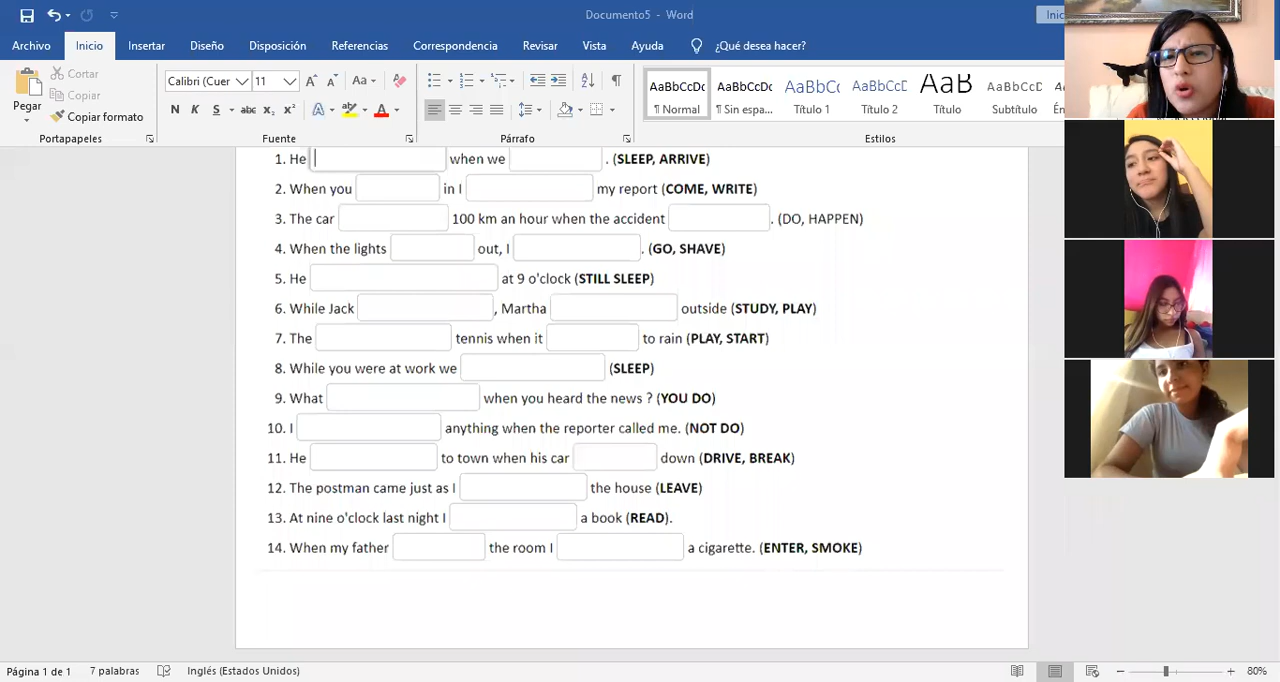 Documento5 - Word
Inic
Archivo Inicio Insertar Diseño Disposición Referencias Correspondencia Revisar Vista Ayuda ¿Qué desea hacer?
Pegar
Cortar
Copiar
Copiar formato
Portapapeles
Calibri (Cuer 11
Aa
N K S abc x₂ x²
A A
Fuente
Párrafo
AaBbCcDc AaBbCcDc AaBbCc AaBbCcD AaB AaBbCcD
¶ Normal ¶ Sin espa... Título 1 Título 2 Título Subtítulo
Estilos
1. He when we . (SLEEP, ARRIVE)
2. When you in I my report (COME, WRITE)
3. The car 100 km an hour when the accident . (DO, HAPPEN)
4. When the lights out, I . (GO, SHAVE)
5. He at 9 o'clock (STILL SLEEP)
6. While Jack , Martha outside (STUDY, PLAY)
7. The tennis when it to rain (PLAY, START)
8. While you were at work we (SLEEP)
9. What when you heard the news ? (YOU DO)
10. I anything when the reporter called me. (NOT DO)
11. He to town when his car down (DRIVE, BREAK)
12. The postman came just as I the house (LEAVE)
13. At nine o'clock last night I a book (READ).
14. When my father the room I a cigarette. (ENTER, SMOKE)
Página 1 de 1 7 palabras Inglés (Estados Unidos) 80%